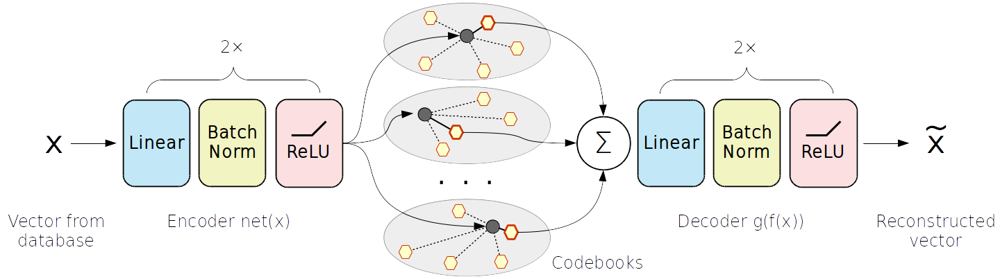 2×
2×
x
Linear
Batch
Norm
ReLU
Σ
Linear
Batch
Norm
ReLU
x̃
. . .
Vector from
database
Encoder net(x)
Codebooks
Decoder g(f(x))
Reconstructed
vector